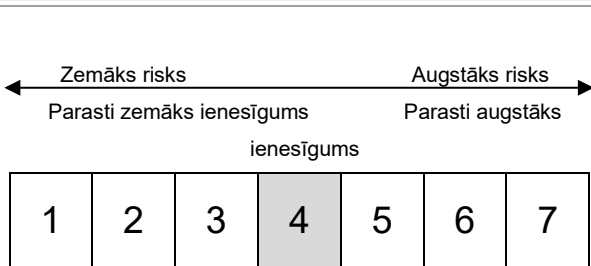 Zemāks risks Augstāks risks
Parasti zemāks ienesīgums Parasti augstāks
ienesīgums
1 2 3 4 5 6 7